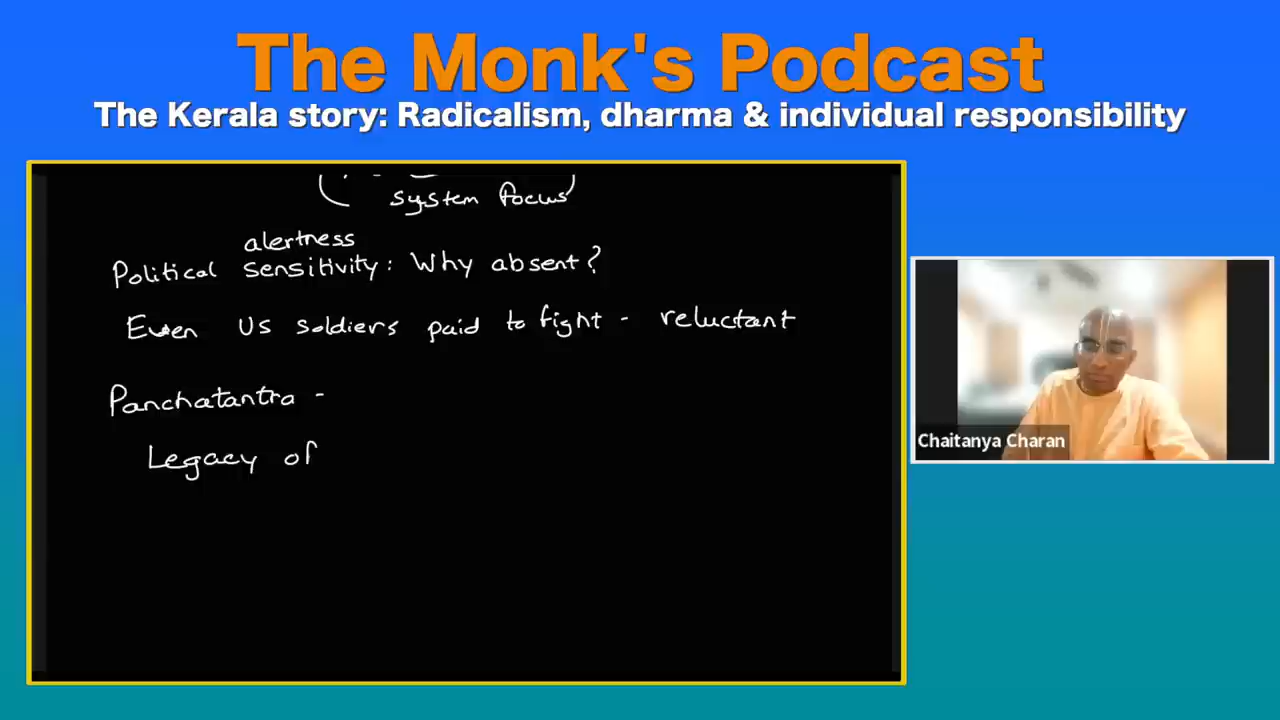 The Monk's Podcast
The Kerala story: Radicalism, dharma & individual responsibility
system focus
alertness
Political sensitivity: Why absent?
Even US soldiers paid to fight - reluctant
Panchatantra -
Legacy of
Chaitanya Charan